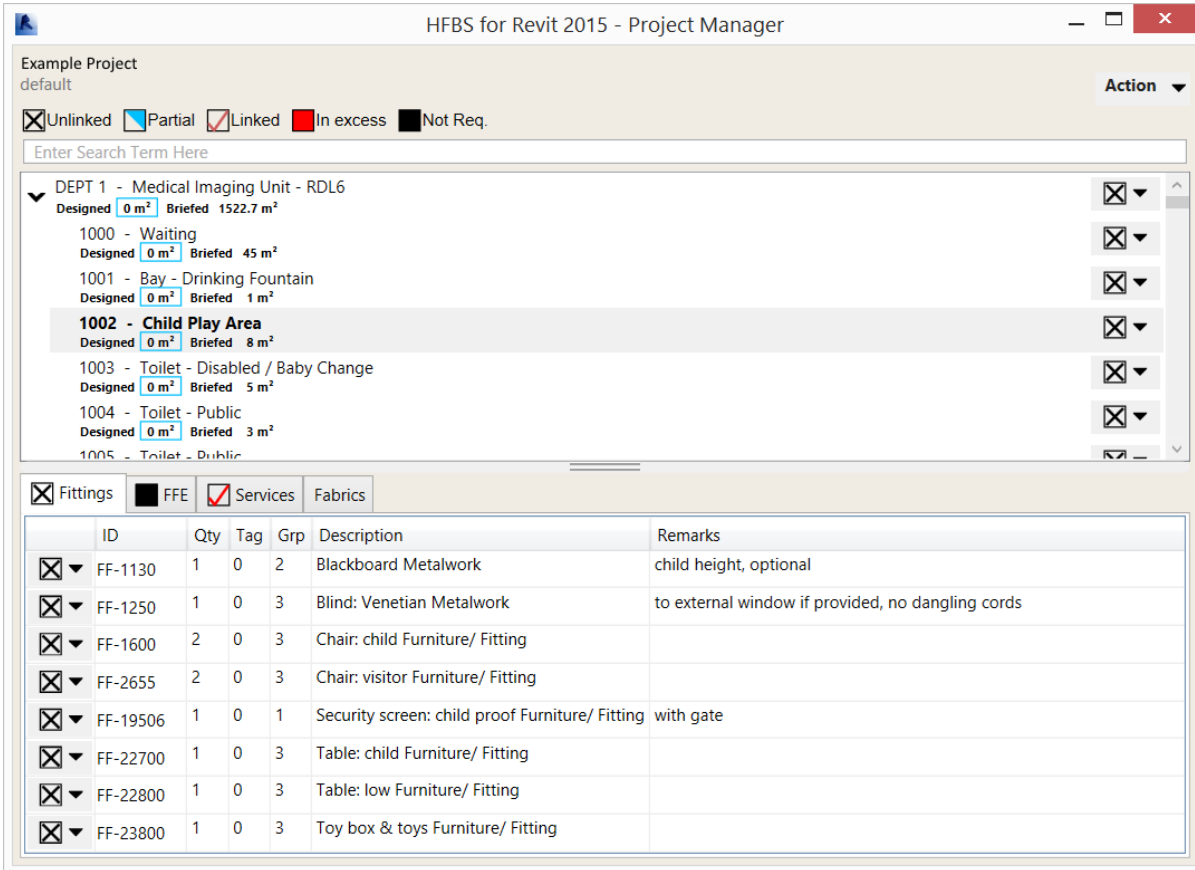 HFBS for Revit 2015 - Project Manager
Example Project
default
Action
Unlinked Partial Linked In excess Not Req.
Enter Search Term Here
DEPT 1 - Medical Imaging Unit - RDL6
Designed 0 m² Briefed 1522.7 m²
1000 - Waiting
Designed 0 m² Briefed 45 m²
1001 - Bay - Drinking Fountain
Designed 0 m² Briefed 1 m²
1002 - Child Play Area
Designed 0 m² Briefed 8 m²
1003 - Toilet - Disabled / Baby Change
Designed 0 m² Briefed 5 m²
1004 - Toilet - Public
Designed 0 m² Briefed 3 m²
1005 - Toilet - Public
Fittings FFE Services Fabrics
ID Qty Tag Grp Description Remarks
FF-1130 1 0 2 Blackboard Metalwork child height, optional
FF-1250 1 0 3 Blind: Venetian Metalwork to external window if provided, no dangling cords
FF-1600 2 0 3 Chair: child Furniture/ Fitting
FF-2655 2 0 3 Chair: visitor Furniture/ Fitting
FF-19506 1 0 1 Security screen: child proof Furniture/ Fitting with gate
FF-22700 1 0 3 Table: child Furniture/ Fitting
FF-22800 1 0 3 Table: low Furniture/ Fitting
FF-23800 1 0 3 Toy box & toys Furniture/ Fitting